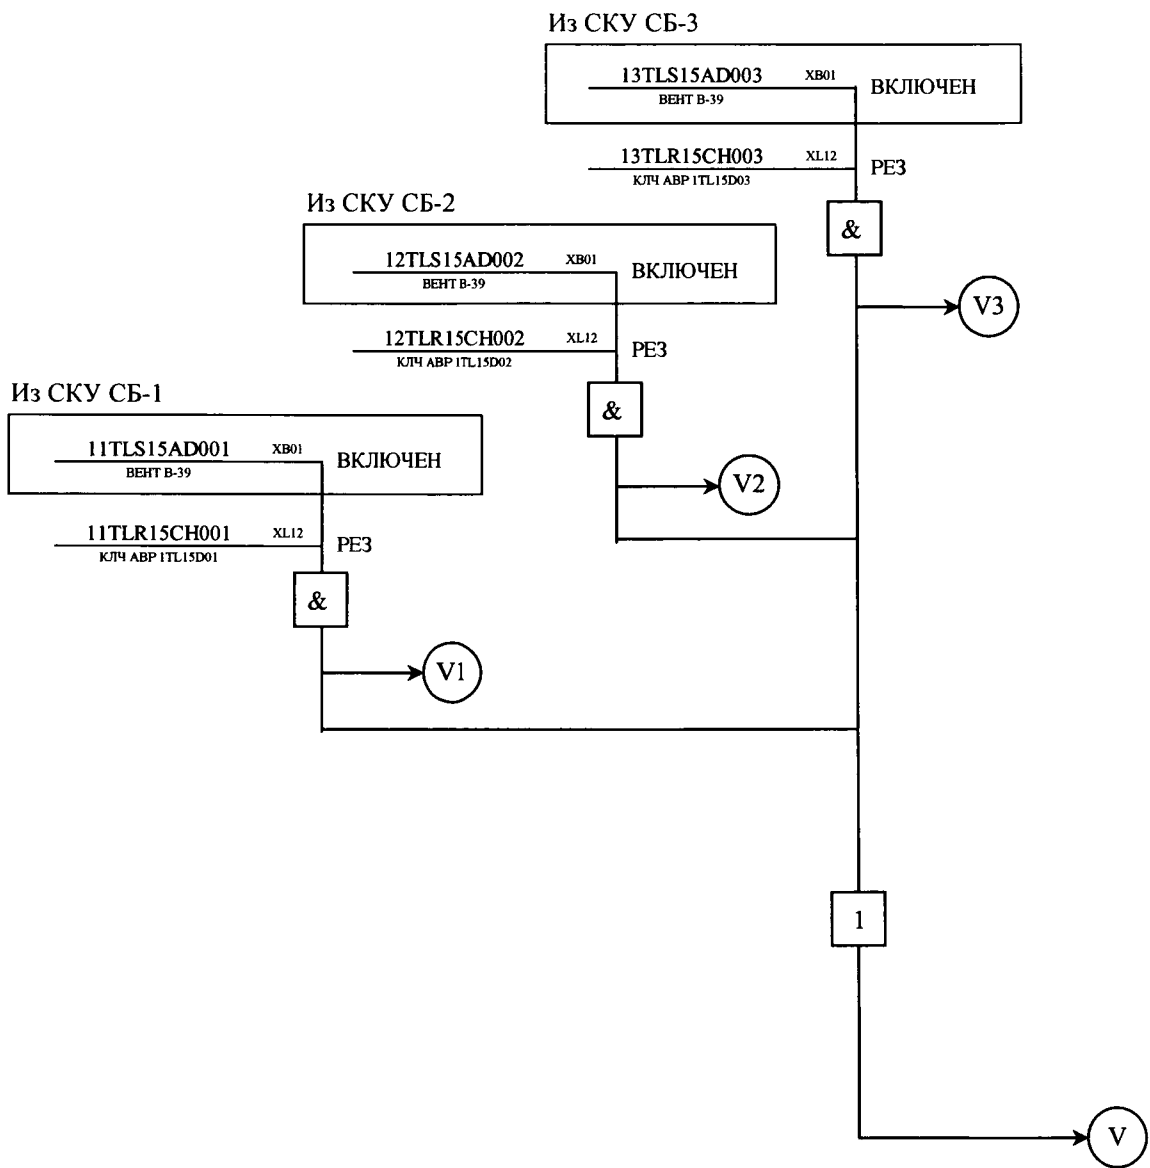 Из СКУ СБ-3
13TLS15AD003 XB01 ВКЛЮЧЕН
ВЕНТ В-39
13TLR15CH003 XL12 РЕЗ
КЛЧ АВР 1TL15D03
&
V3
Из СКУ СБ-2
12TLS15AD002 XB01 ВКЛЮЧЕН
ВЕНТ В-39
12TLR15CH002 XL12 РЕЗ
КЛЧ АВР 1TL15D02
&
V2
Из СКУ СБ-1
11TLS15AD001 XB01 ВКЛЮЧЕН
ВЕНТ В-39
11TLR15CH001 XL12 РЕЗ
КЛЧ АВР 1TL15D01
&
V1
1
V